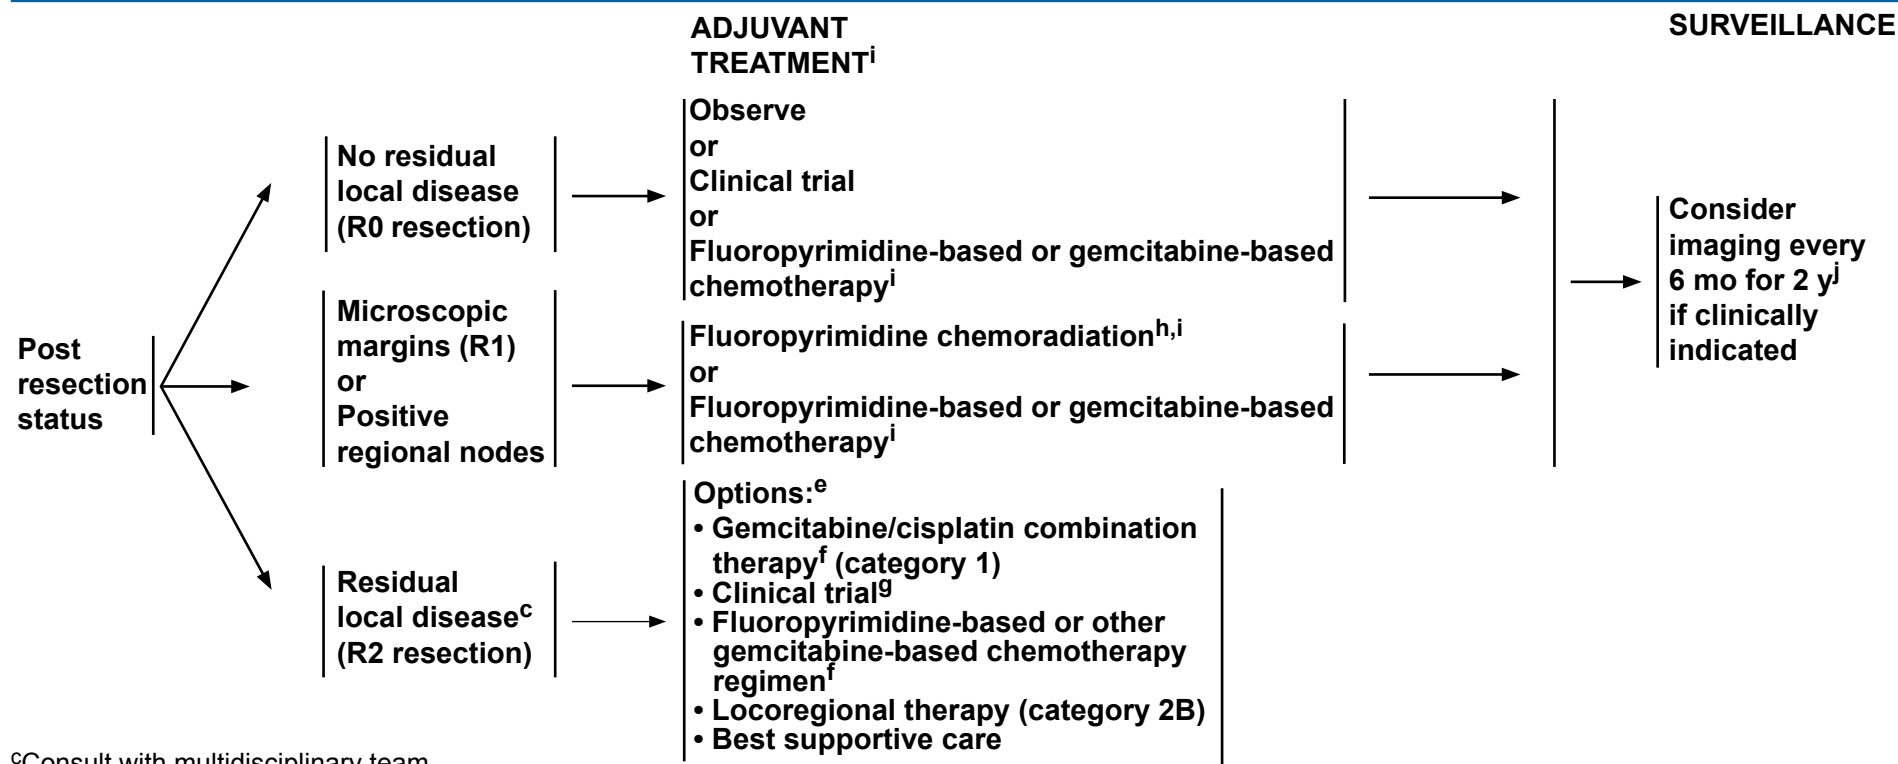 ADJUVANT
TREATMENTi
SURVEILLANCE
Post
resection
status
No residual
local disease
(R0 resection)
Observe
or
Clinical trial
or
Fluoropyrimidine-based or gemcitabine-based
chemotherapyi
Microscopic
margins (R1)
or
Positive
regional nodes
Fluoropyrimidine chemoradiationh,i
or
Fluoropyrimidine-based or gemcitabine-based
chemotherapyi
Residual
local diseasec
(R2 resection)
Options:e
• Gemcitabine/cisplatin combination
therapyf (category 1)
• Clinical trialg
• Fluoropyrimidine-based or other
gemcitabine-based chemotherapy
regimenf
• Locoregional therapy (category 2B)
• Best supportive care
Consider
imaging every
6 mo for 2 yj
if clinically
indicated
cConsult with multidisciplinary team